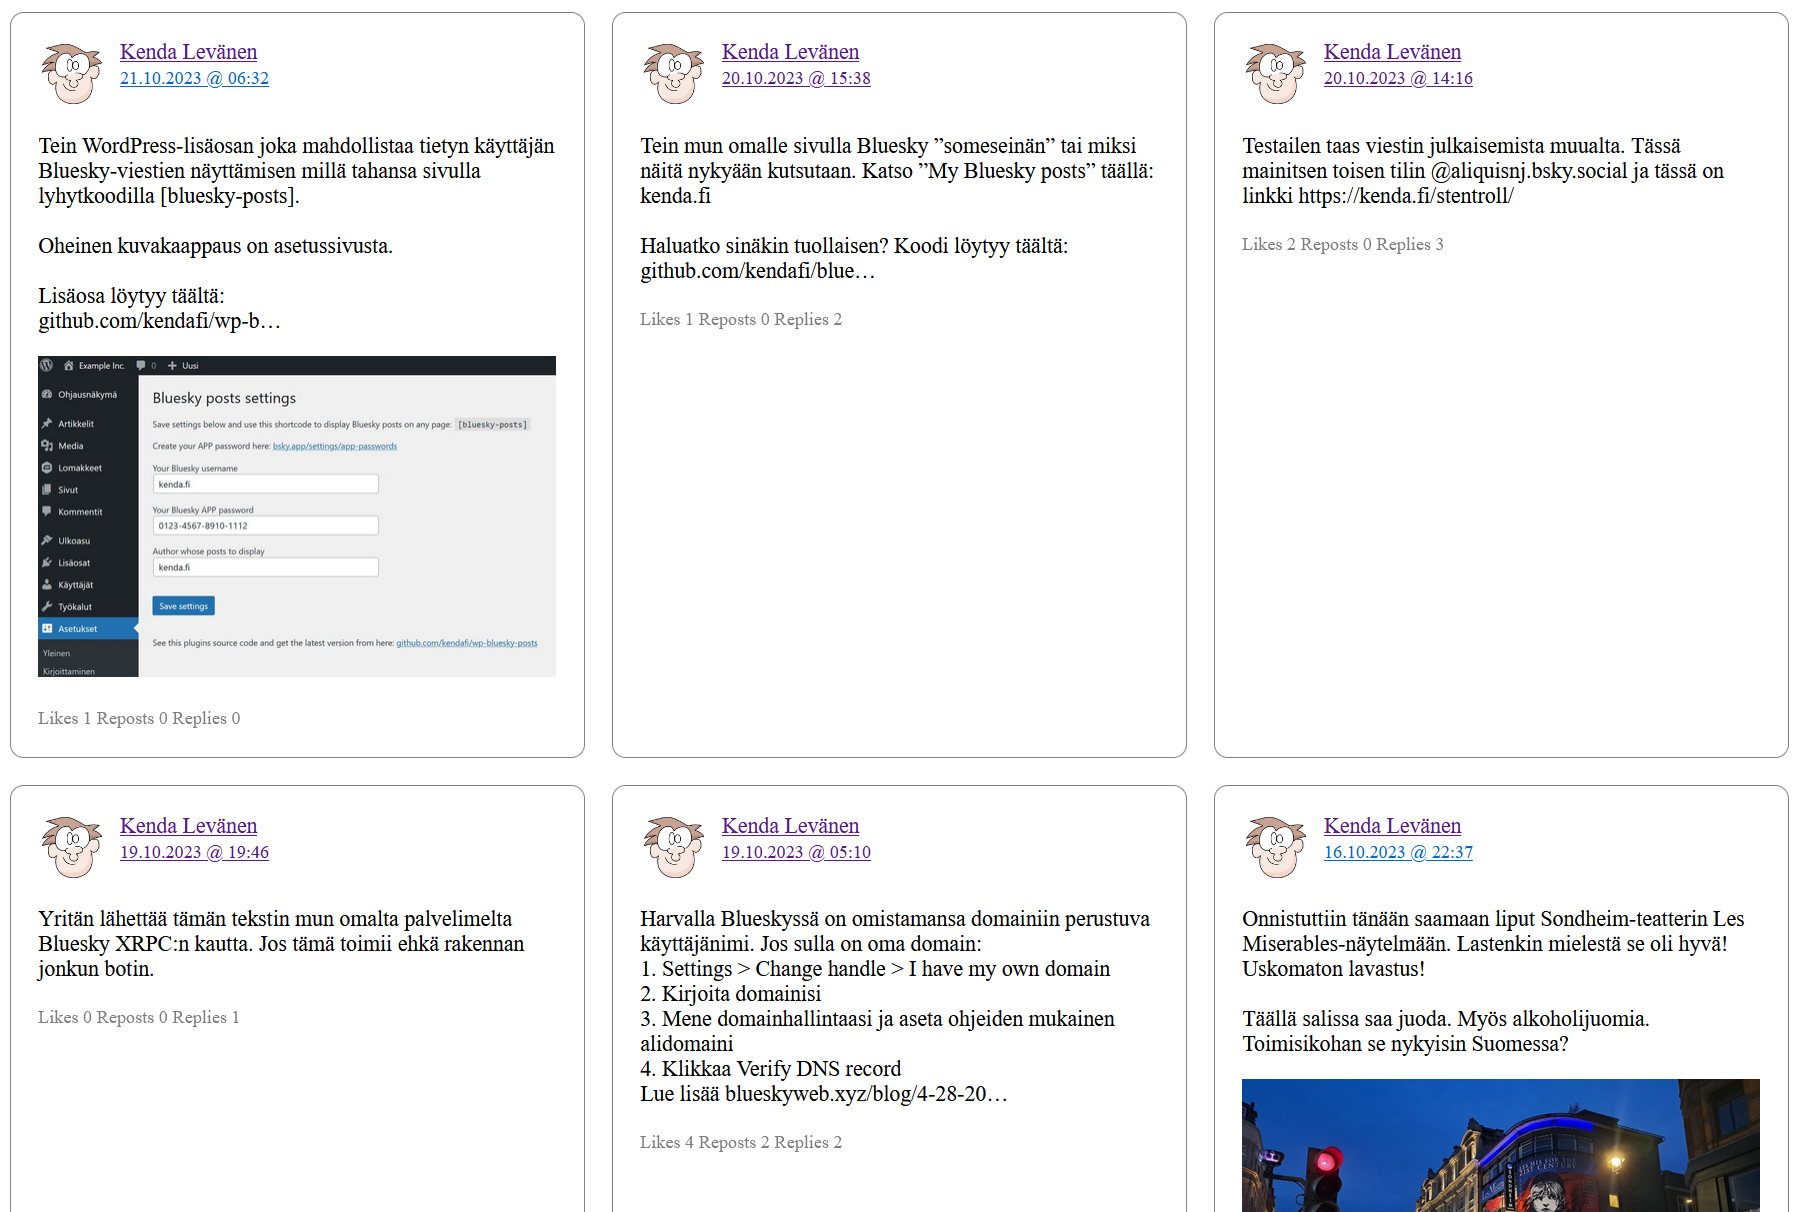 Kenda Levänen
21.10.2023 @ 06:32
Tein WordPress-lisäosan joka mahdollistaa tietyn käyttäjän
Bluesky-viestien näyttämisen millä tahansa sivulla
lyhytkoodilla [bluesky-posts].
Oheinen kuvakaappaus on asetussivusta.
Lisäosa löytyy täältä:
github.com/kendafi/wp-b…
Example Inc. 0 Uusi
Ohjausnäkymä
Artikkelit
Media
Lomakkeet
Sivut
Kommentit
Ulkoasu
Lisäosat
Käyttäjät
Työkalut
Asetukset
Yleinen
Kirjoittaminen
Bluesky posts settings
Save settings below and use this shortcode to display Bluesky posts on any page: [bluesky-posts]
Create your APP password here: bsky.app/settings/app-passwords
Your Bluesky username
kenda.fi
Your Bluesky APP password
0123-4567-8910-1112
Author whose posts to display
kenda.fi
Save settings
See this plugins source code and get the latest version from here: github.com/kendafi/wp-bluesky-posts
Likes 1 Reposts 0 Replies 0
Kenda Levänen
20.10.2023 @ 15:38
Tein mun omalle sivulla Bluesky ”someseinän” tai miksi
näitä nykyään kutsutaan. Katso ”My Bluesky posts” täällä:
kenda.fi
Haluatko sinäkin tuollaisen? Koodi löytyy täältä:
github.com/kendafi/blue…
Likes 1 Reposts 0 Replies 2
Kenda Levänen
20.10.2023 @ 14:16
Testailen taas viestin julkaisemista muualta. Tässä
mainitsen toisen tilin @aliquisnj.bsky.social ja tässä on
linkki https://kenda.fi/stentroll/
Likes 2 Reposts 0 Replies 3
Kenda Levänen
19.10.2023 @ 19:46
Yritän lähettää tämän tekstin mun omalta palvelimelta
Bluesky XRPC:n kautta. Jos tämä toimii ehkä rakennan
jonkun botin.
Likes 0 Reposts 0 Replies 1
Kenda Levänen
19.10.2023 @ 05:10
Harvalla Blueskyssä on omistamansa domainiin perustuva
käyttäjänimi. Jos sulla on oma domain:
1. Settings > Change handle > I have my own domain
2. Kirjoita domainisi
3. Mene domainhallintaasi ja aseta ohjeiden mukainen
alidomaini
4. Klikkaa Verify DNS record
Lue lisää blueskyweb.xyz/blog/4-28-20…
Likes 4 Reposts 2 Replies 2
Kenda Levänen
16.10.2023 @ 22:37
Onnistuttiin tänään saamaan liput Sondheim-teatterin Les
Miserables-näytelmään. Lastenkin mielestä se oli hyvä!
Uskomaton lavastus!
Täällä salissa saa juoda. Myös alkoholijuomia.
Toimisikohan se nykyisin Suomessa?
SONDHEIM